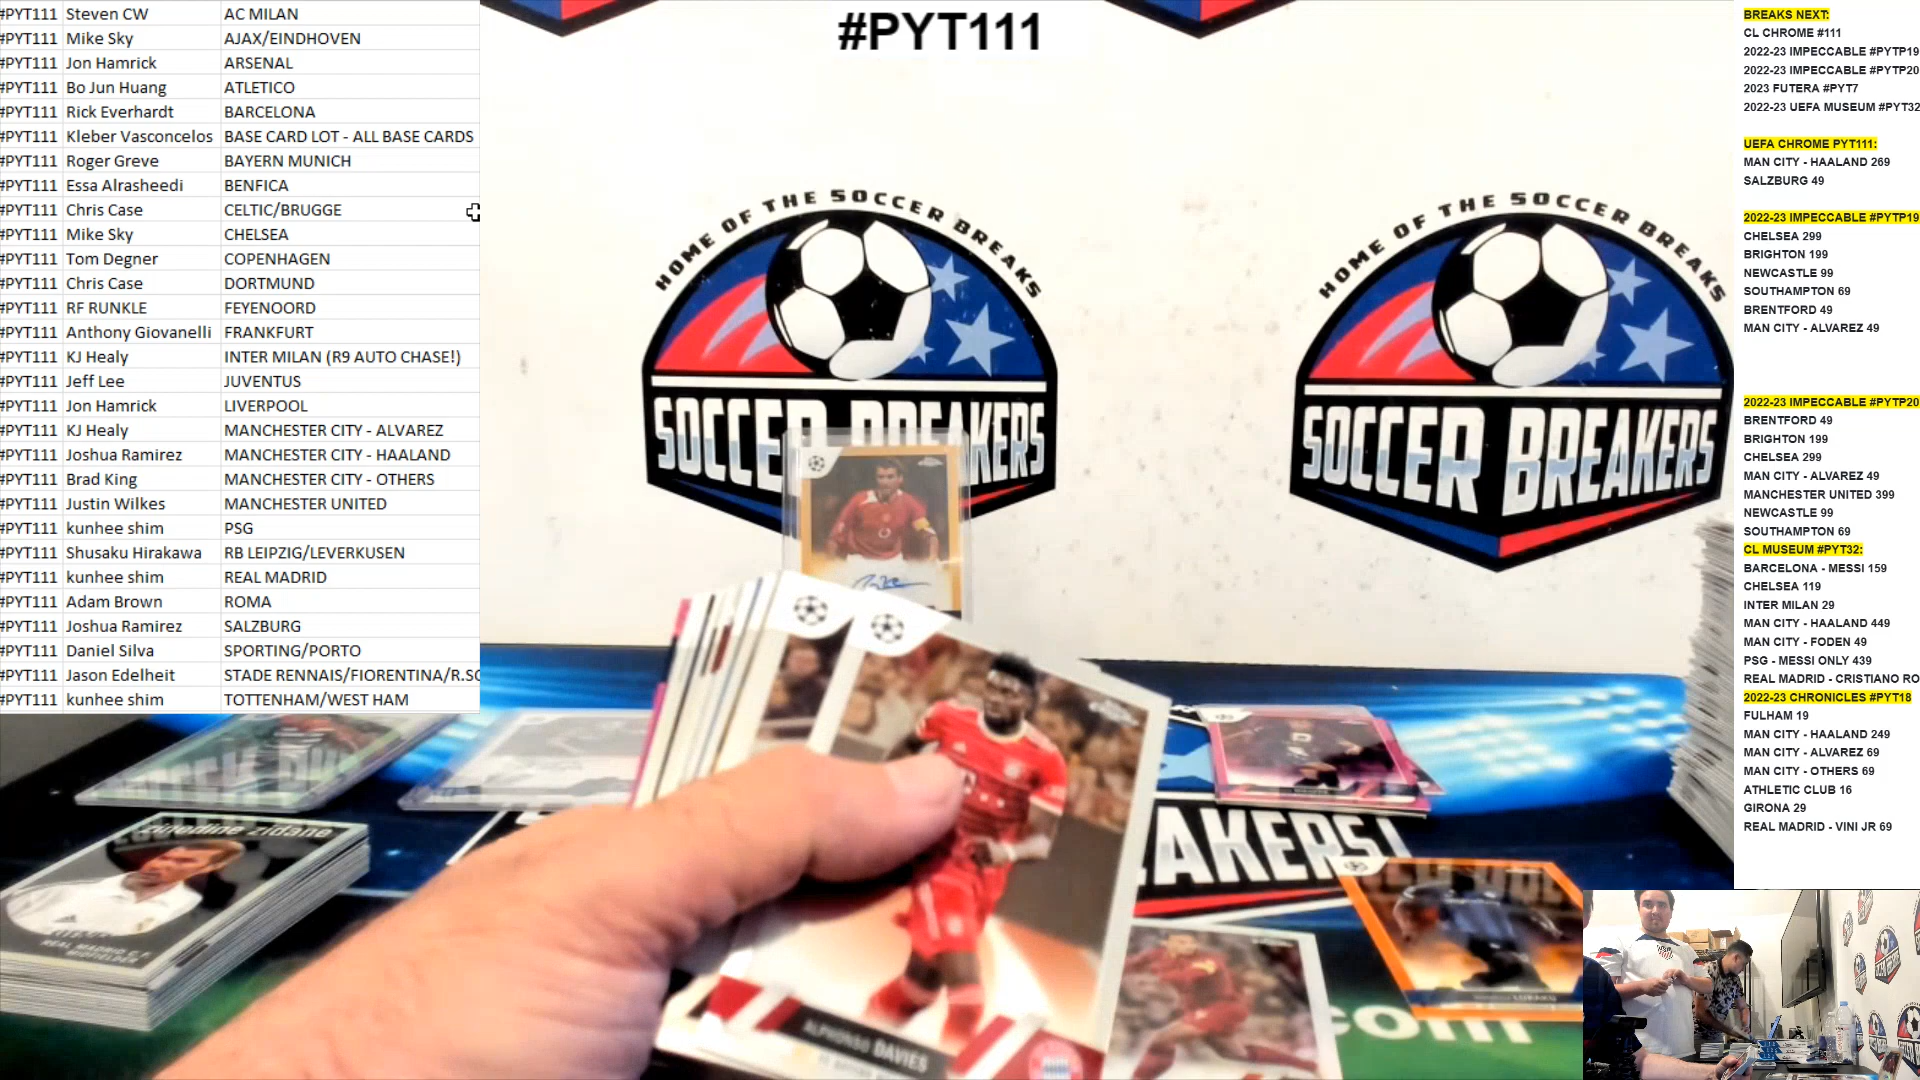 #PYT111 Steven CW AC MILAN
#PYT111 Mike Sky AJAX/EINDHOVEN
#PYT111 Jon Hamrick ARSENAL
#PYT111 Bo Jun Huang ATLETICO
#PYT111 Rick Everhardt BARCELONA
#PYT111 Kleber Vasconcelos BASE CARD LOT - ALL BASE CARDS
#PYT111 Roger Greve BAYERN MUNICH
#PYT111 Essa Alrasheedi BENFICA
#PYT111 Chris Case CELTIC/BRUGGE
#PYT111 Mike Sky CHELSEA
#PYT111 Tom Degner COPENHAGEN
#PYT111 Chris Case DORTMUND
#PYT111 RF RUNKLE FEYENOORD
#PYT111 Anthony Giovanelli FRANKFURT
#PYT111 KJ Healy INTER MILAN (R9 AUTO CHASE!)
#PYT111 Jeff Lee JUVENTUS
#PYT111 Jon Hamrick LIVERPOOL
#PYT111 KJ Healy MANCHESTER CITY - ALVAREZ
#PYT111 Joshua Ramirez MANCHESTER CITY - HAALAND
#PYT111 Brad King MANCHESTER CITY - OTHERS
#PYT111 Justin Wilkes MANCHESTER UNITED
#PYT111 kunhee shim PSG
#PYT111 Shusaku Hirakawa RB LEIPZIG/LEVERKUSEN
#PYT111 kunhee shim REAL MADRID
#PYT111 Adam Brown ROMA
#PYT111 Joshua Ramirez SALZBURG
#PYT111 Daniel Silva SPORTING/PORTO
#PYT111 Jason Edelheit STADE RENNAIS/FIORENTINA/R.SO
#PYT111 kunhee shim TOTTENHAM/WEST HAM
#PYT111
HOME OF THE SOCCER BREAKS
SOCCER BREAKERS
HOME OF THE SOCCER BREAKS
SOCCER BREAKERS
zinedine zidane
REAL MADRID C.F.
MIDFIELDER
ALPHONSO DAVIES
AKERS!
com
BREAKS NEXT:
CL CHROME #111
2022-23 IMPECCABLE #PYTP19
2022-23 IMPECCABLE #PYTP20
2023 FUTERA #PYT7
2022-23 UEFA MUSEUM #PYT32
UEFA CHROME PYT111:
MAN CITY - HAALAND 269
SALZBURG 49
2022-23 IMPECCABLE #PYTP19
CHELSEA 299
BRIGHTON 199
NEWCASTLE 99
SOUTHAMPTON 69
BRENTFORD 49
MAN CITY - ALVAREZ 49
2022-23 IMPECCABLE #PYTP20
BRENTFORD 49
BRIGHTON 199
CHELSEA 299
MAN CITY - ALVAREZ 49
MANCHESTER UNITED 399
NEWCASTLE 99
SOUTHAMPTON 69
CL MUSEUM #PYT32:
BARCELONA - MESSI 159
CHELSEA 119
INTER MILAN 29
MAN CITY - HAALAND 449
MAN CITY - FODEN 49
PSG - MESSI ONLY 439
REAL MADRID - CRISTIANO RO
2022-23 CHRONICLES #PYT18
FULHAM 19
MAN CITY - HAALAND 249
MAN CITY - ALVAREZ 69
MAN CITY - OTHERS 69
ATHLETIC CLUB 16
GIRONA 29
REAL MADRID - VINI JR 69